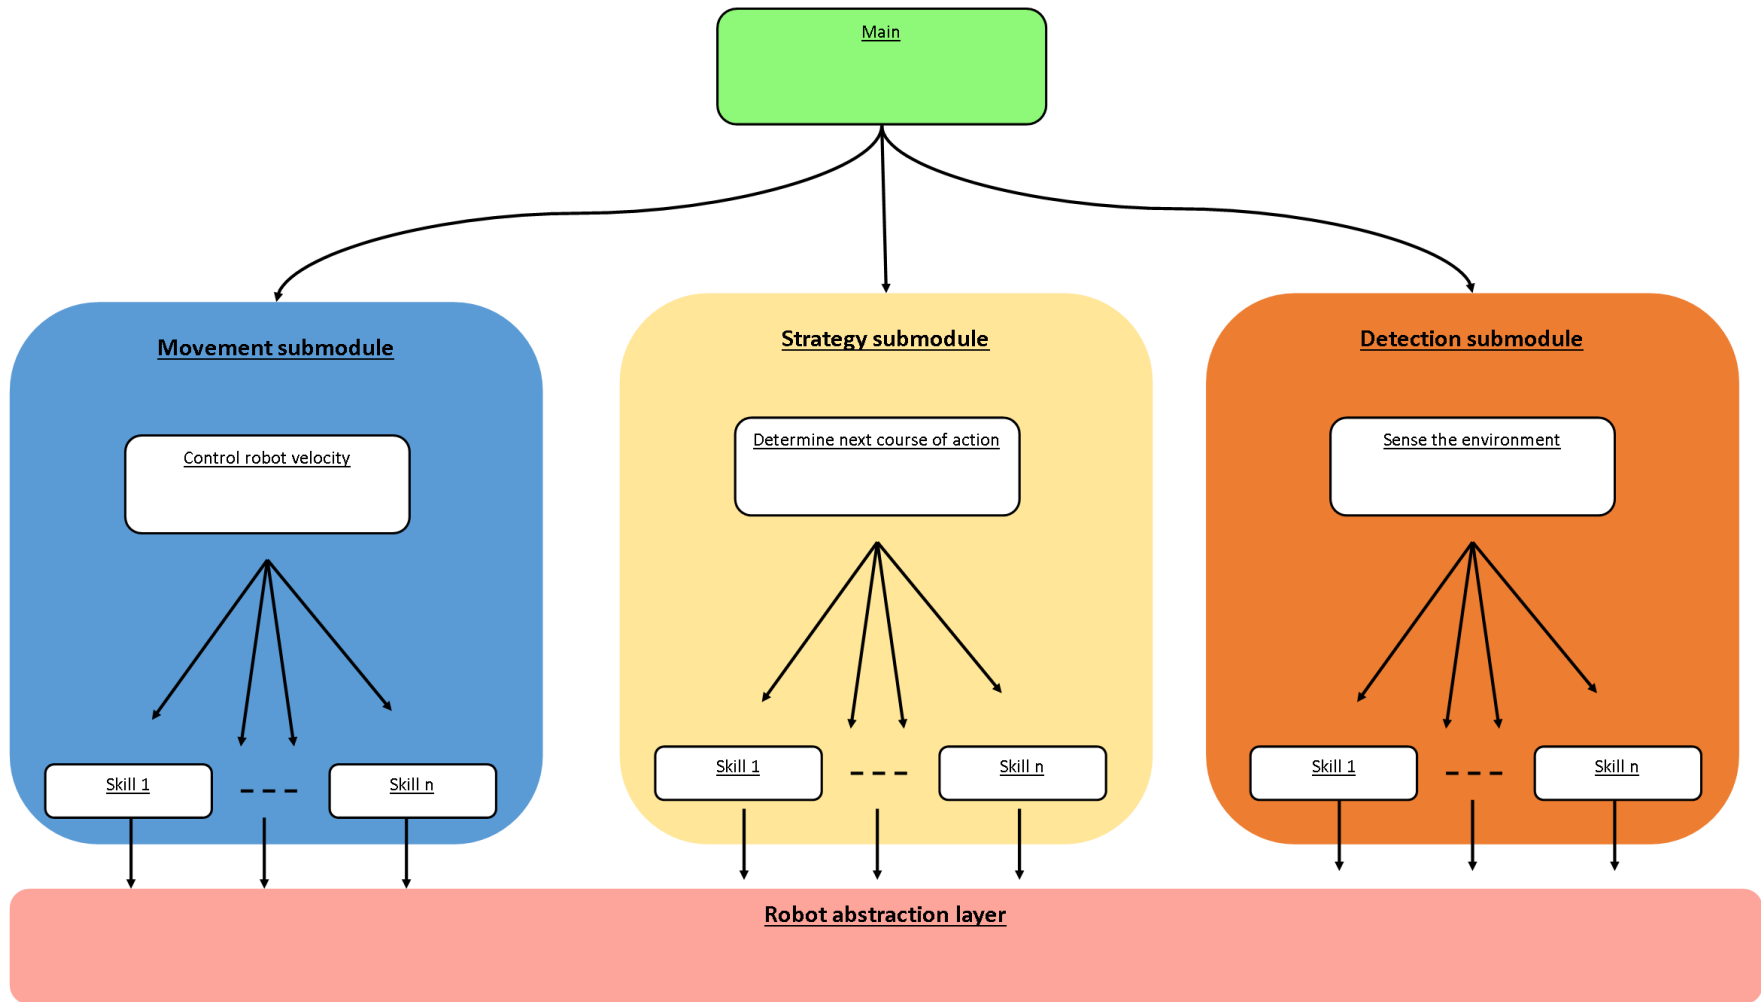 Main
Movement submodule
Strategy submodule
Detection submodule
Control robot velocity
Determine next course of action
Sense the environment
Skill 1
Skill n
Skill 1
Skill n
Skill 1
Skill n
Robot abstraction layer